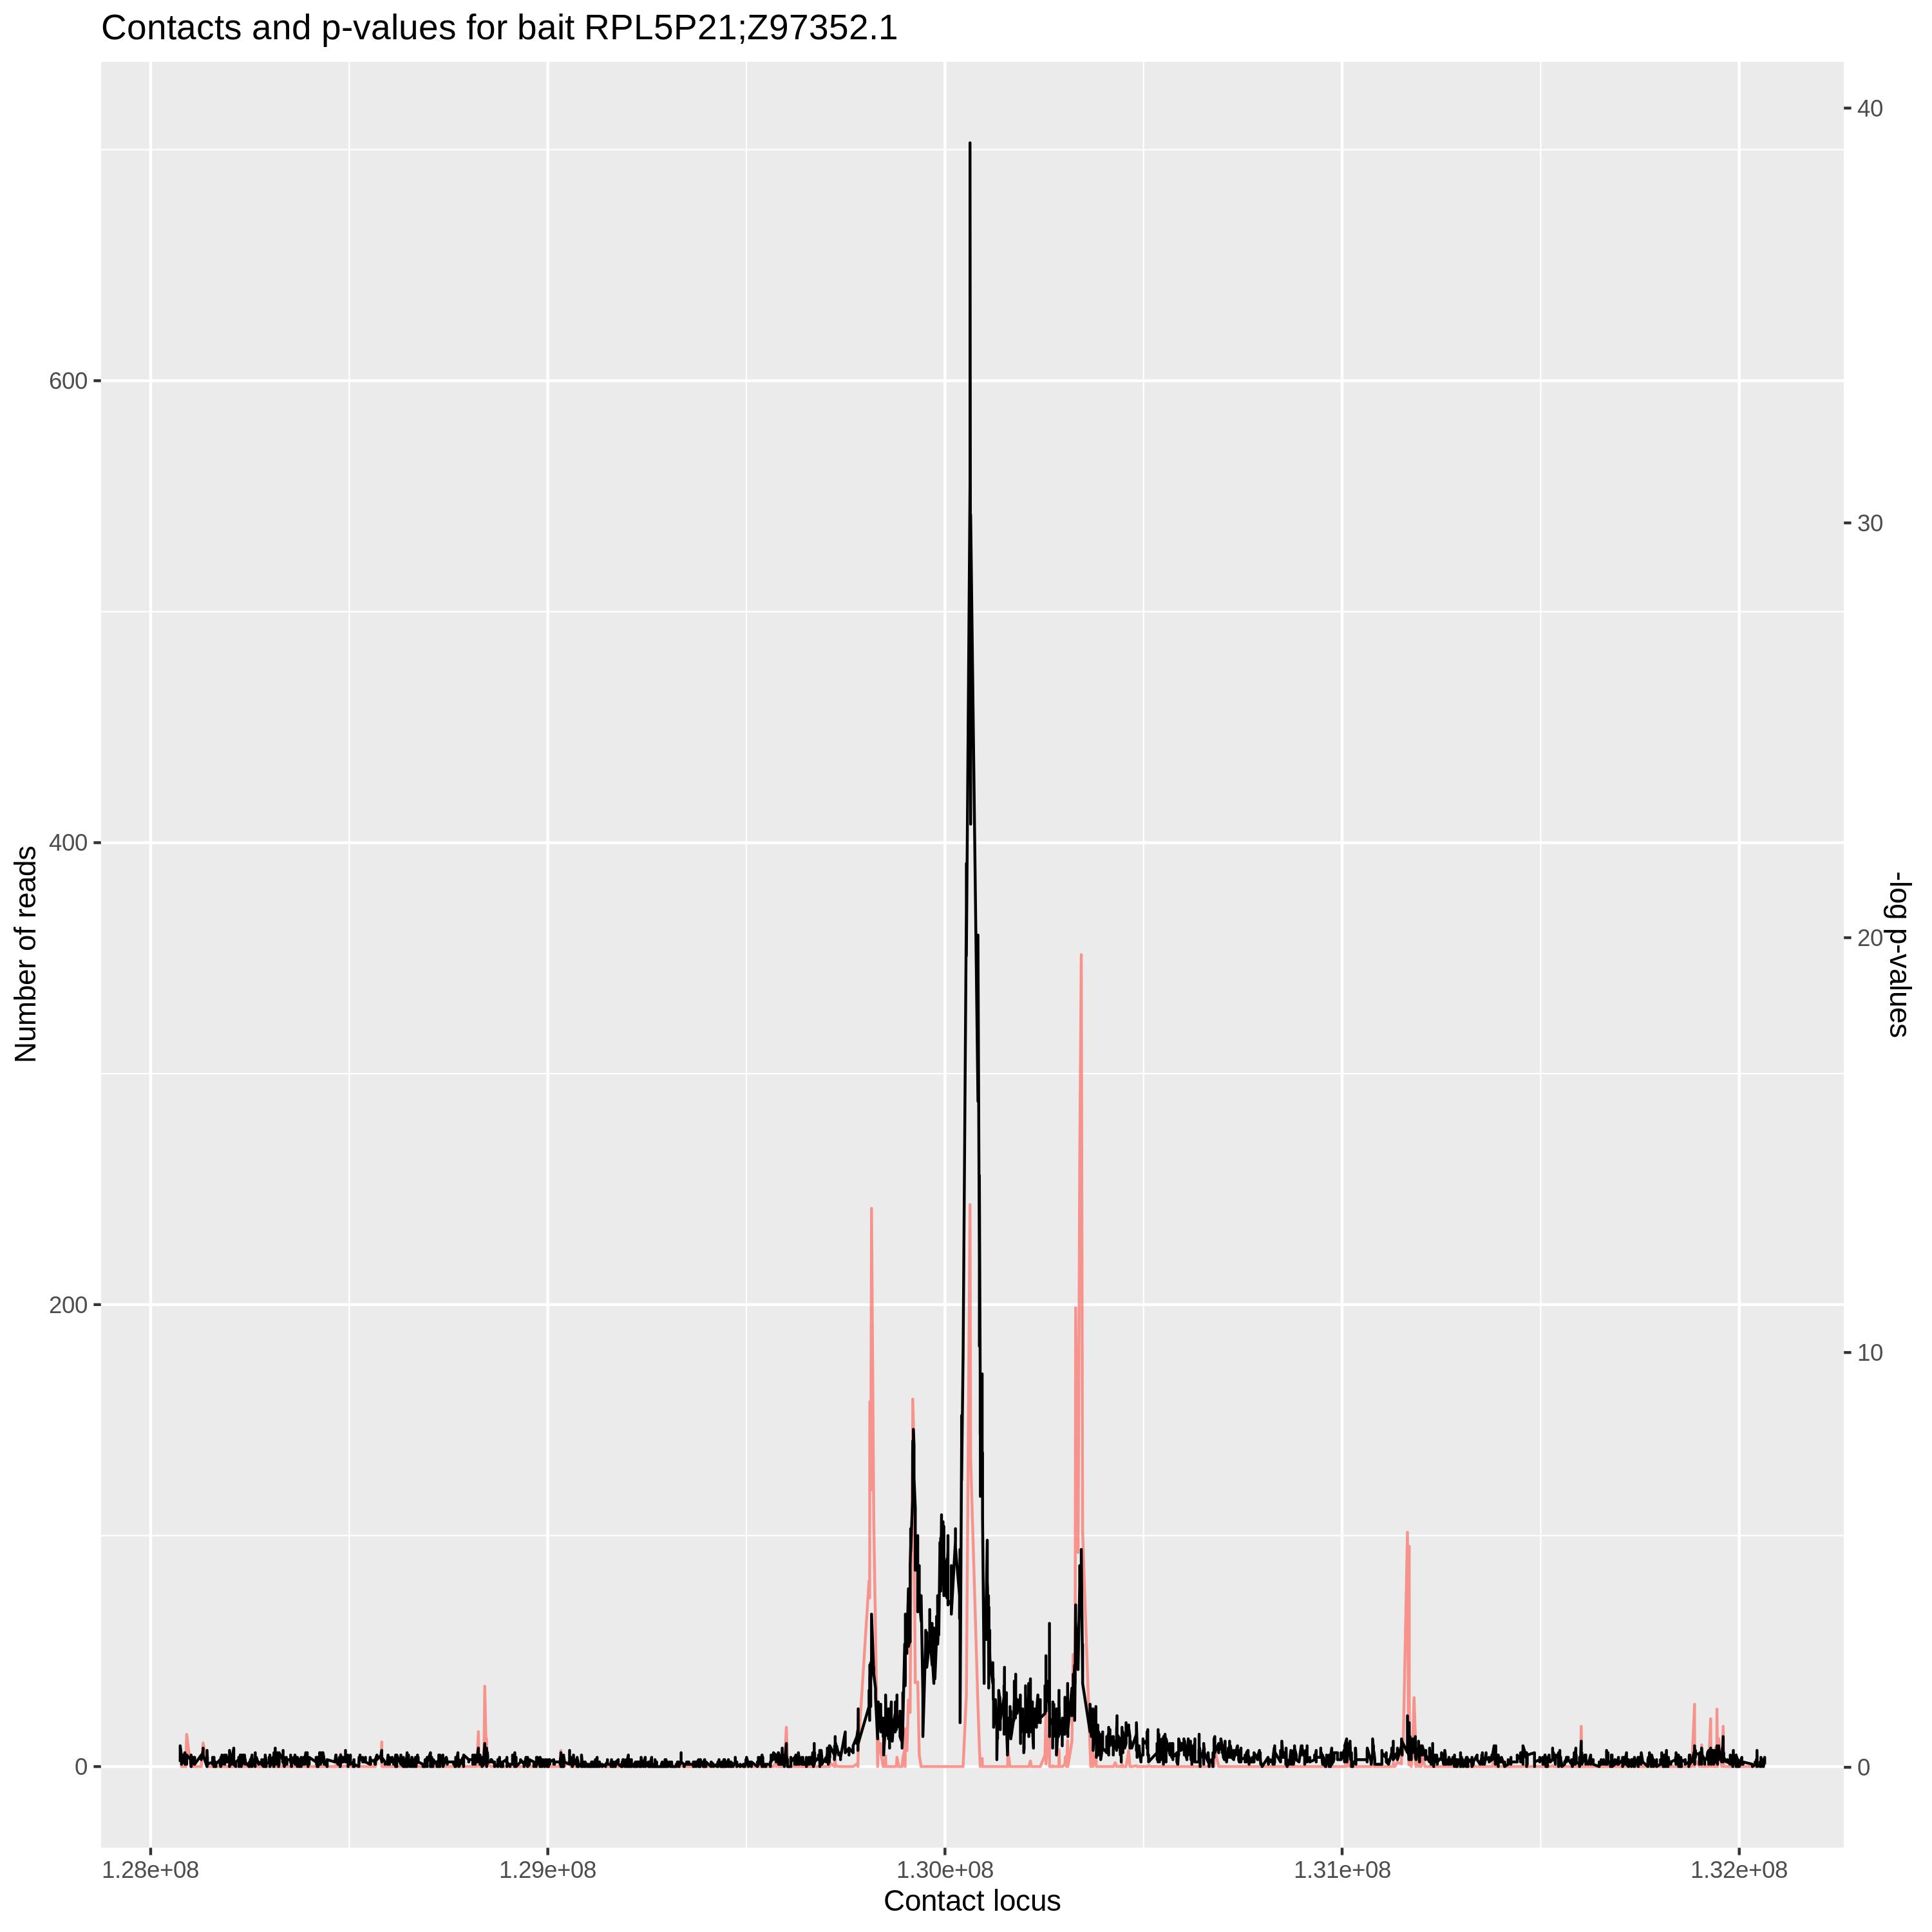 Contacts and p-values for bait RPL5P21;Z97352.1
Number of reads
600
400
200
0
40
30
20
10
0
-log p-values
1.28e+08 1.29e+08 1.30e+08 1.31e+08 1.32e+08
Contact locus